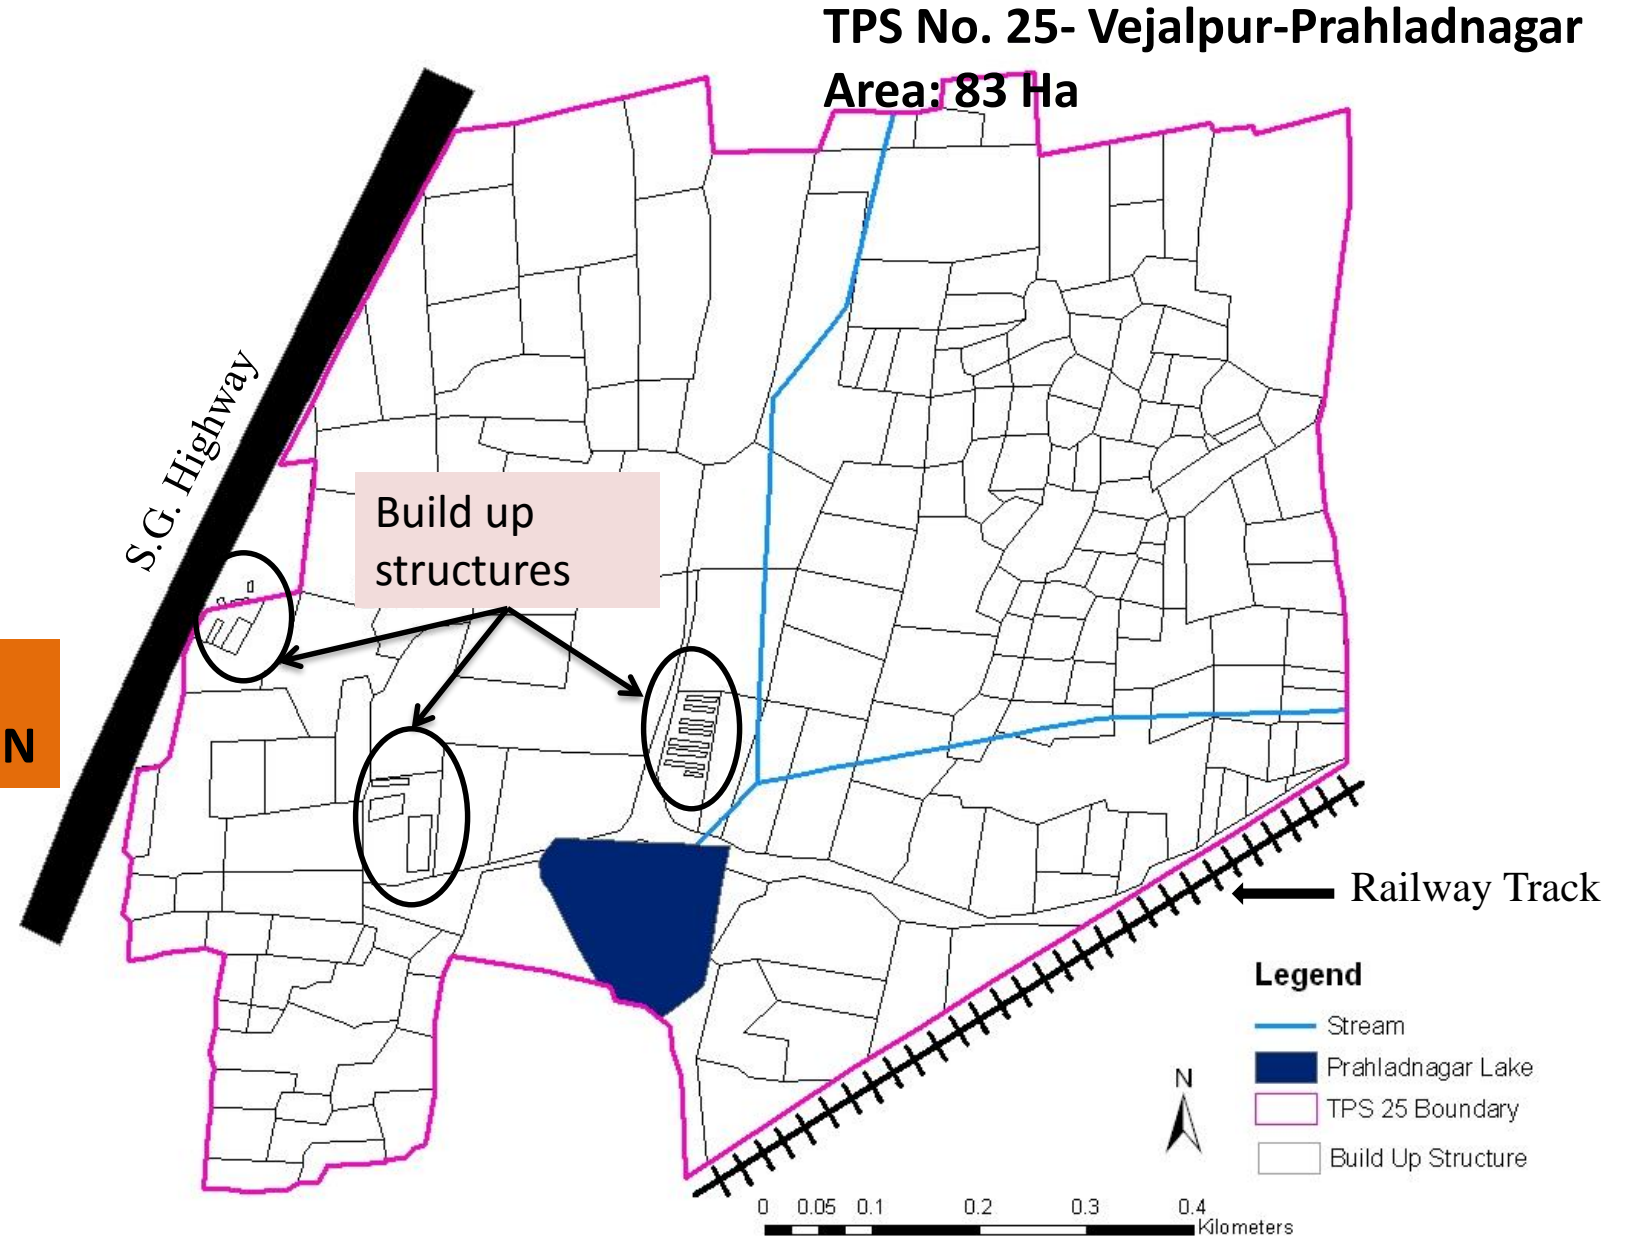 TPS No. 25- Vejalpur-Prahladnagar
Area: 83 Ha
S.G. Highway
Build up
structures
N
Railway Track
Legend
Stream
Prahladnagar Lake
TPS 25 Boundary
Build Up Structure
N
0 0.05 0.1 0.2 0.3 0.4
Kilometers